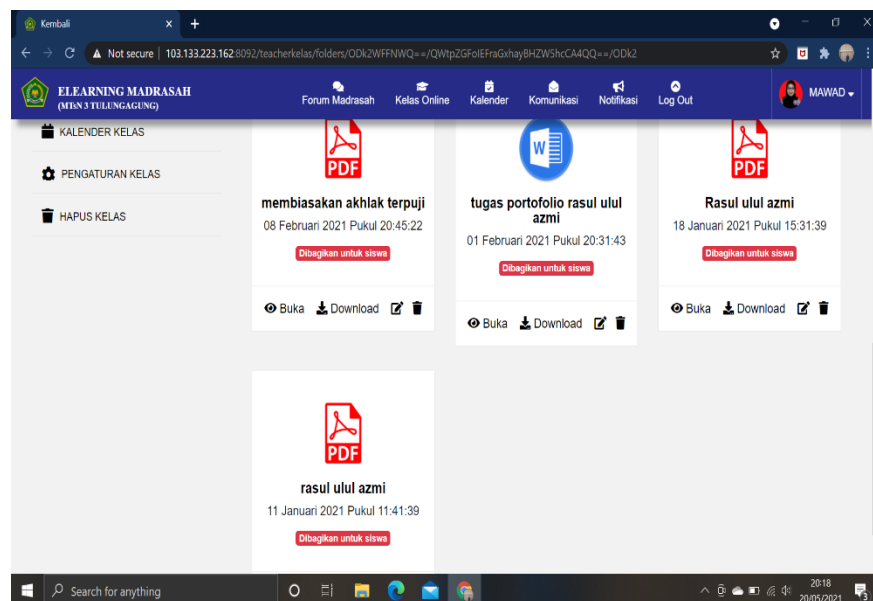 Kembali
Not secure | 103.133.223.162:8092/teacherkelas/folders/ODk2WFFNWQ==/QWtpZGFoIEFraGxhayBHZW5hcCA4QQ==/ODk2
ELEARNING MADRASAH
(MTsN 3 TULUNGAGUNG)
Forum Madrasah
Kelas Online
Kalender
Komunikasi
Notifikasi
Log Out
MAWAD
KALENDER KELAS
PENGATURAN KELAS
HAPUS KELAS
PDF
membiasakan akhlak terpuji
08 Februari 2021 Pukul 20:45:22
Dibagikan untuk siswa
Buka Download
W
tugas portofolio rasul ulul
azmi
01 Februari 2021 Pukul 20:31:43
Dibagikan untuk siswa
Buka Download
PDF
Rasul ulul azmi
18 Januari 2021 Pukul 15:31:39
Dibagikan untuk siswa
Buka Download
PDF
rasul ulul azmi
11 Januari 2021 Pukul 11:41:39
Dibagikan untuk siswa
Search for anything
20:18
20/05/2021
3